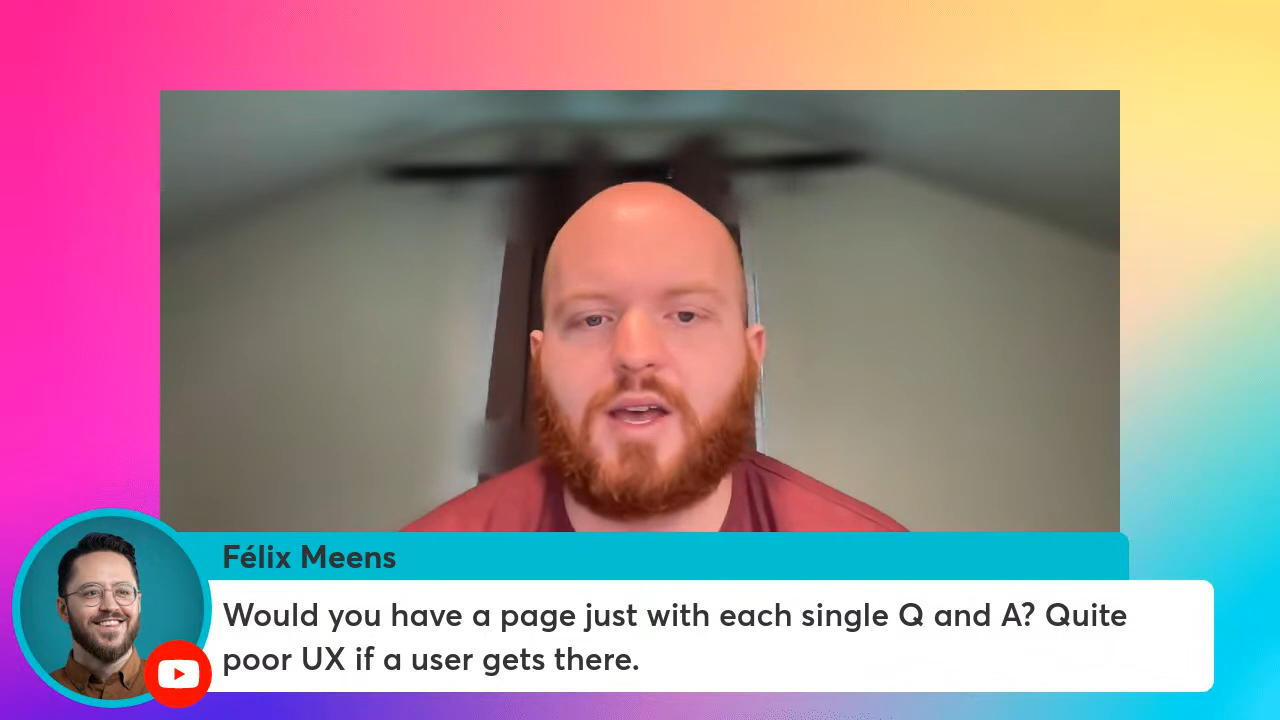 Félix Meens
Would you have a page just with each single Q and A? Quite
poor UX if a user gets there.